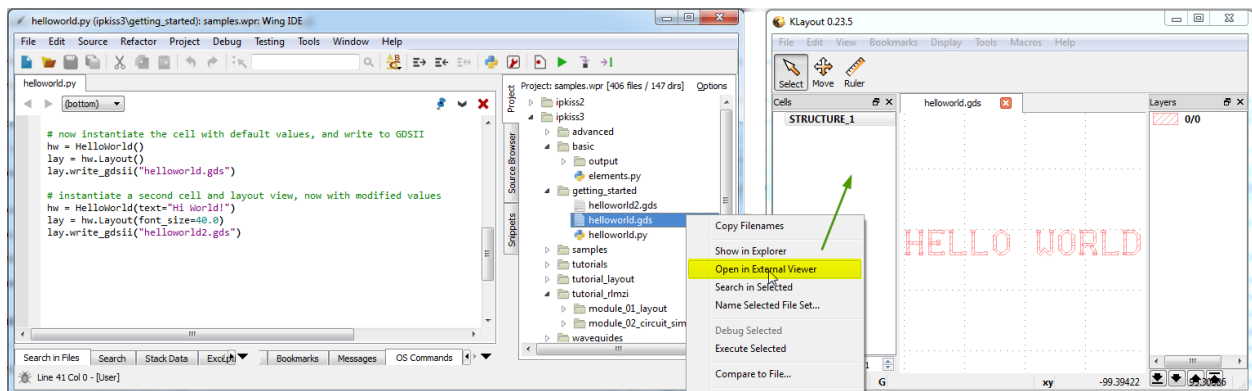 helloworld.py (ipkiss3\getting_started): samples.wpr: Wing IDE
File Edit Source Refactor Project Debug Testing Tools Window Help
helloworld.py
(bottom)
# now instantiate the cell with default values, and write to GDSII
hw = HelloWorld()
lay = hw.Layout()
lay.write_gdsii("helloworld.gds")
# instantiate a second cell and layout view, now with modified values
hw = HelloWorld(text="Hi World!")
lay = hw.Layout(font_size=40.0)
lay.write_gdsii("helloworld2.gds")
Search in Files Search Stack Data Bookmarks Messages OS Commands
Line 41 Col 0 - [User]
Project
Source Browser
Snippets
Project: samples.wpr [406 files / 147 dirs] Options
ipkiss2
ipkiss3
advanced
basic
output
elements.py
getting_started
helloworld2.gds
helloworld.gds
helloworld.py
samples
tutorials
tutorial_layout
tutorial_rlmzi
module_01_layout
module_02_circuit_sim
waveguides
Copy Filenames
Show in Explorer
Open in External Viewer
Search in Selected
Name Selected File Set...
Debug Selected
Execute Selected
Compare to File...
KLayout 0.23.5
File Edit View Bookmarks Display Tools Macros Help
Select Move Ruler
Cells
STRUCTURE_1
helloworld.gds
HELLO WORLD
Layers
0/0
1
G
xy -99.39422